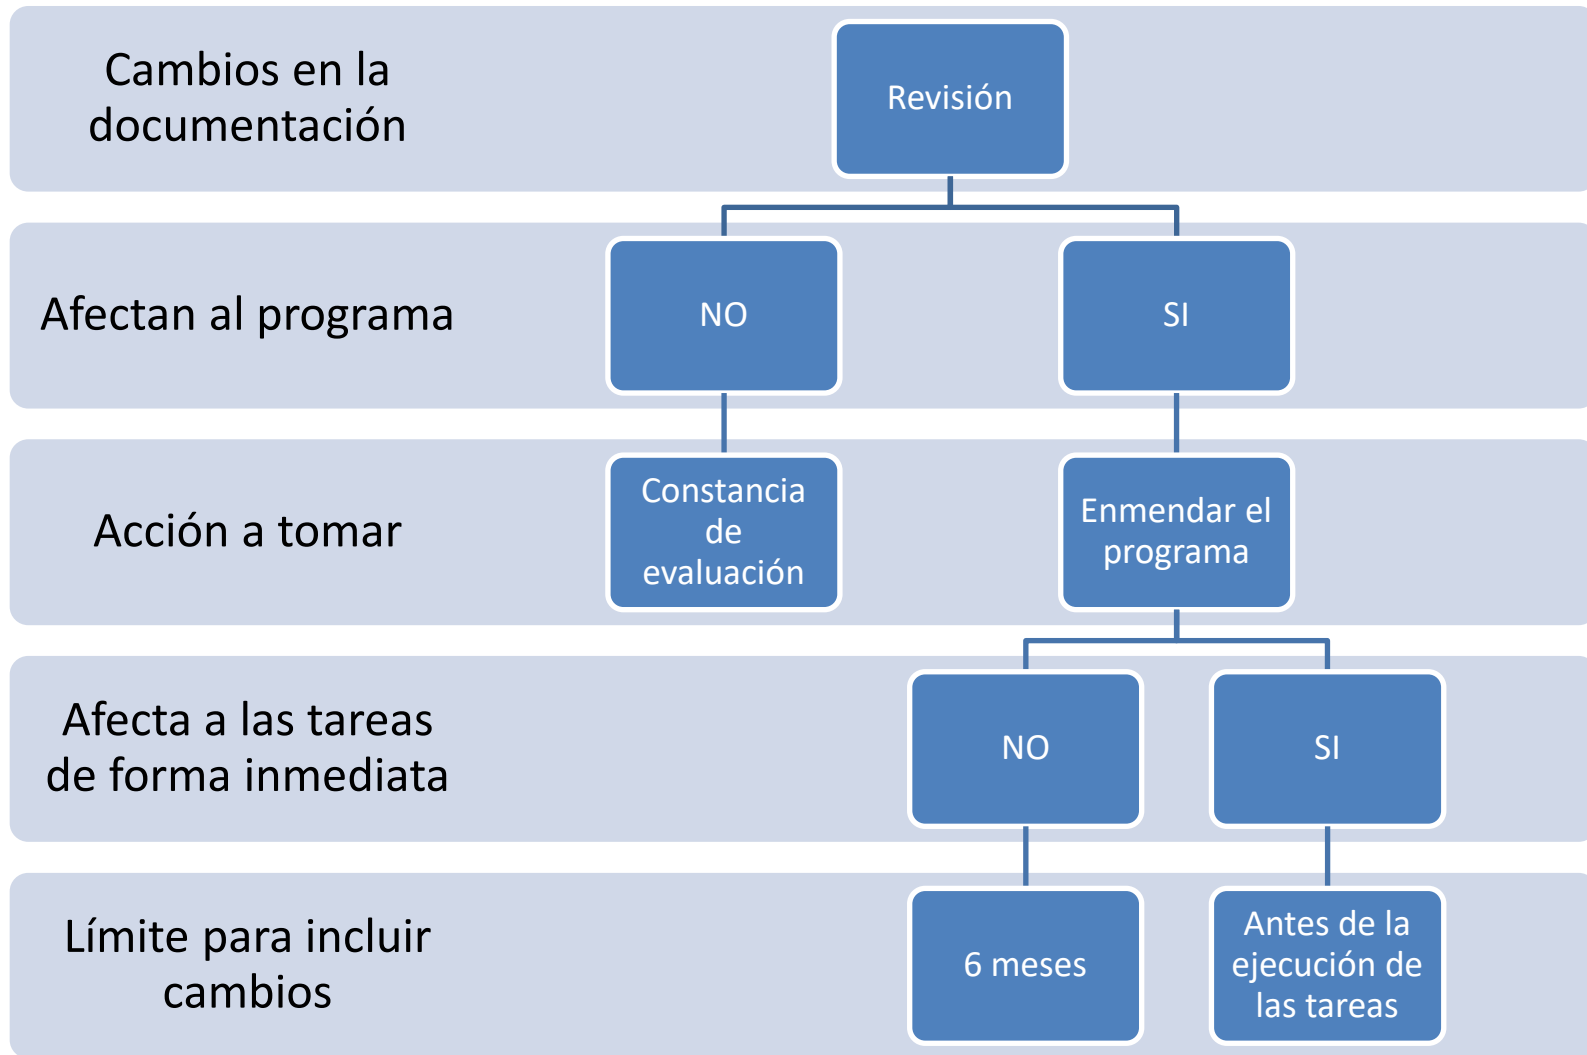 Cambios en la
documentación
Revisión
Afectan al programa
NO
SI
Acción a tomar
Constancia
de
evaluación
Enmendar el
programa
Afecta a las tareas
de forma inmediata
NO
SI
Límite para incluir
cambios
6 meses
Antes de la
ejecución de
las tareas